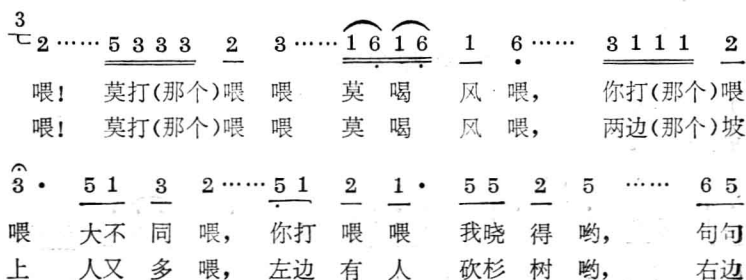 3
2…… 5 3 3 3 2 3…… 1 6 1 6 1 6…… 3 1 1 1 2
喂! 莫打(那个)喂 喂 莫 喝 风 喂, 你打(那个)喂
喂! 莫打(那个)喂 喂 莫 喝 风 喂, 两边(那个)坡
3· 5 1 3 2…… 5 1 2 1· 5 5 2 5 …… 6 5
喂 大不 同 喂, 你打 喂 喂 我晓 得 哟, 句句
上 人又 多 喂, 左边 有 人 砍杉 树 哟, 右边